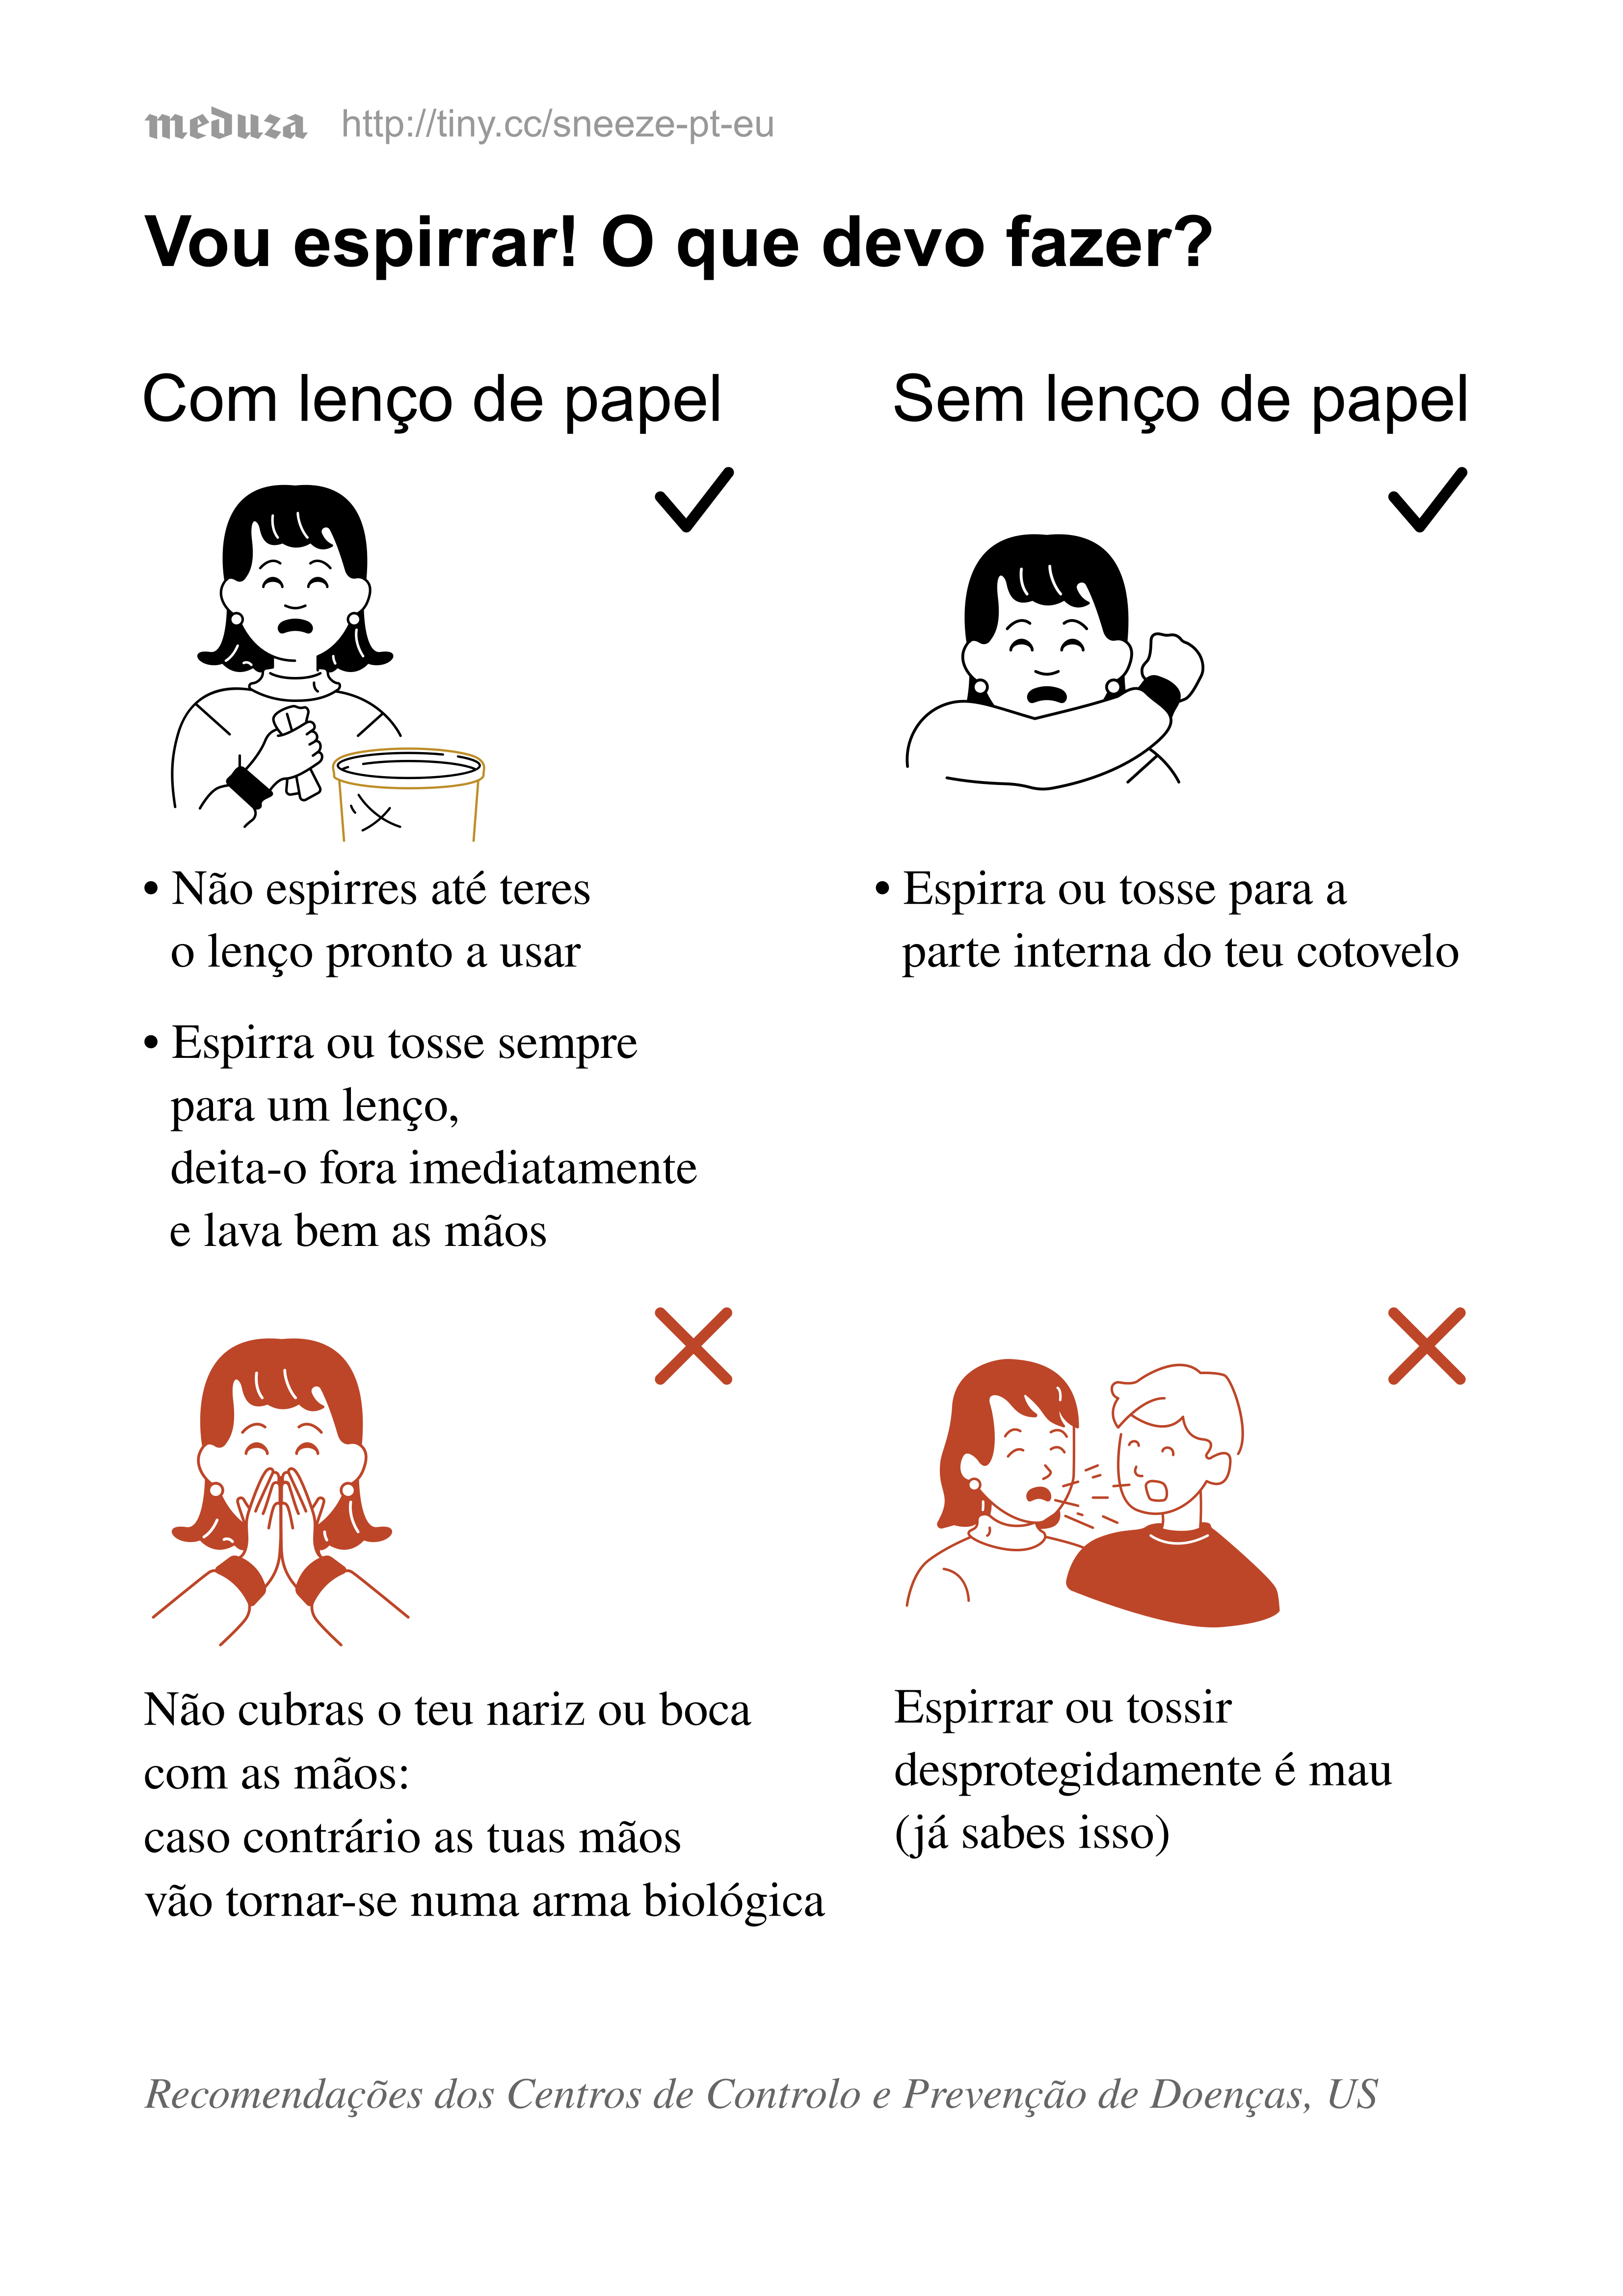 meduza http://tiny.cc/sneeze-pt-eu
Vou espirrar! O que devo fazer?
Com lenço de papel
• Não espirres até teres
o lenço pronto a usar
• Espirra ou tosse sempre
para um lenço,
deita-o fora imediatamente
e lava bem as mãos
Sem lenço de papel
• Espirra ou tosse para a
parte interna do teu cotovelo
Não cubras o teu nariz ou boca
com as mãos:
caso contrário as tuas mãos
vão tornar-se numa arma biológica
Espirrar ou tossir
desprotegidamente é mau
(já sabes isso)
Recomendações dos Centros de Controlo e Prevenção de Doenças, US